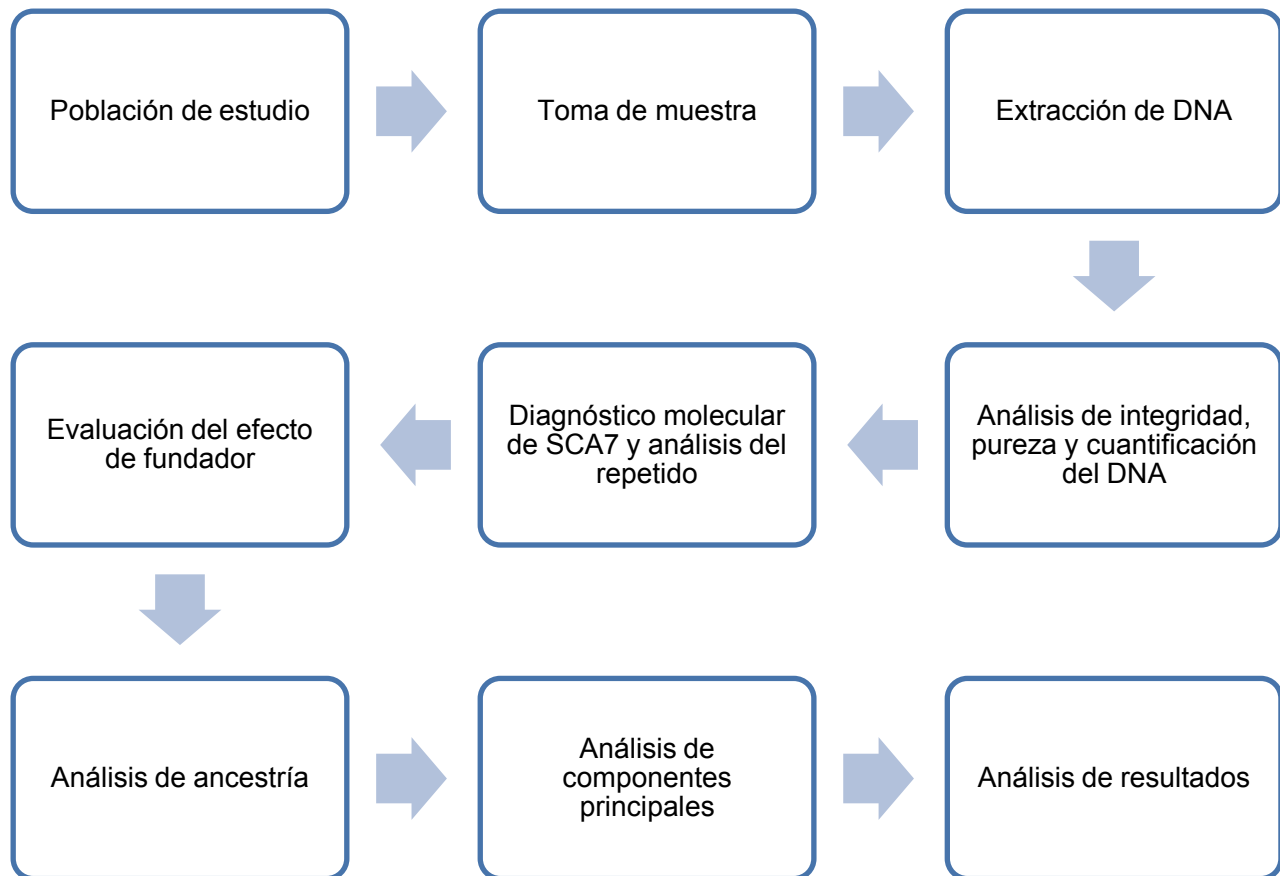 Población de estudio
Toma de muestra
Extracción de DNA
Análisis de integridad,
pureza y cuantificación
del DNA
Diagnóstico molecular
de SCA7 y análisis del
repetido
Evaluación del efecto
de fundador
Análisis de ancestría
Análisis de
componentes
principales
Análisis de resultados